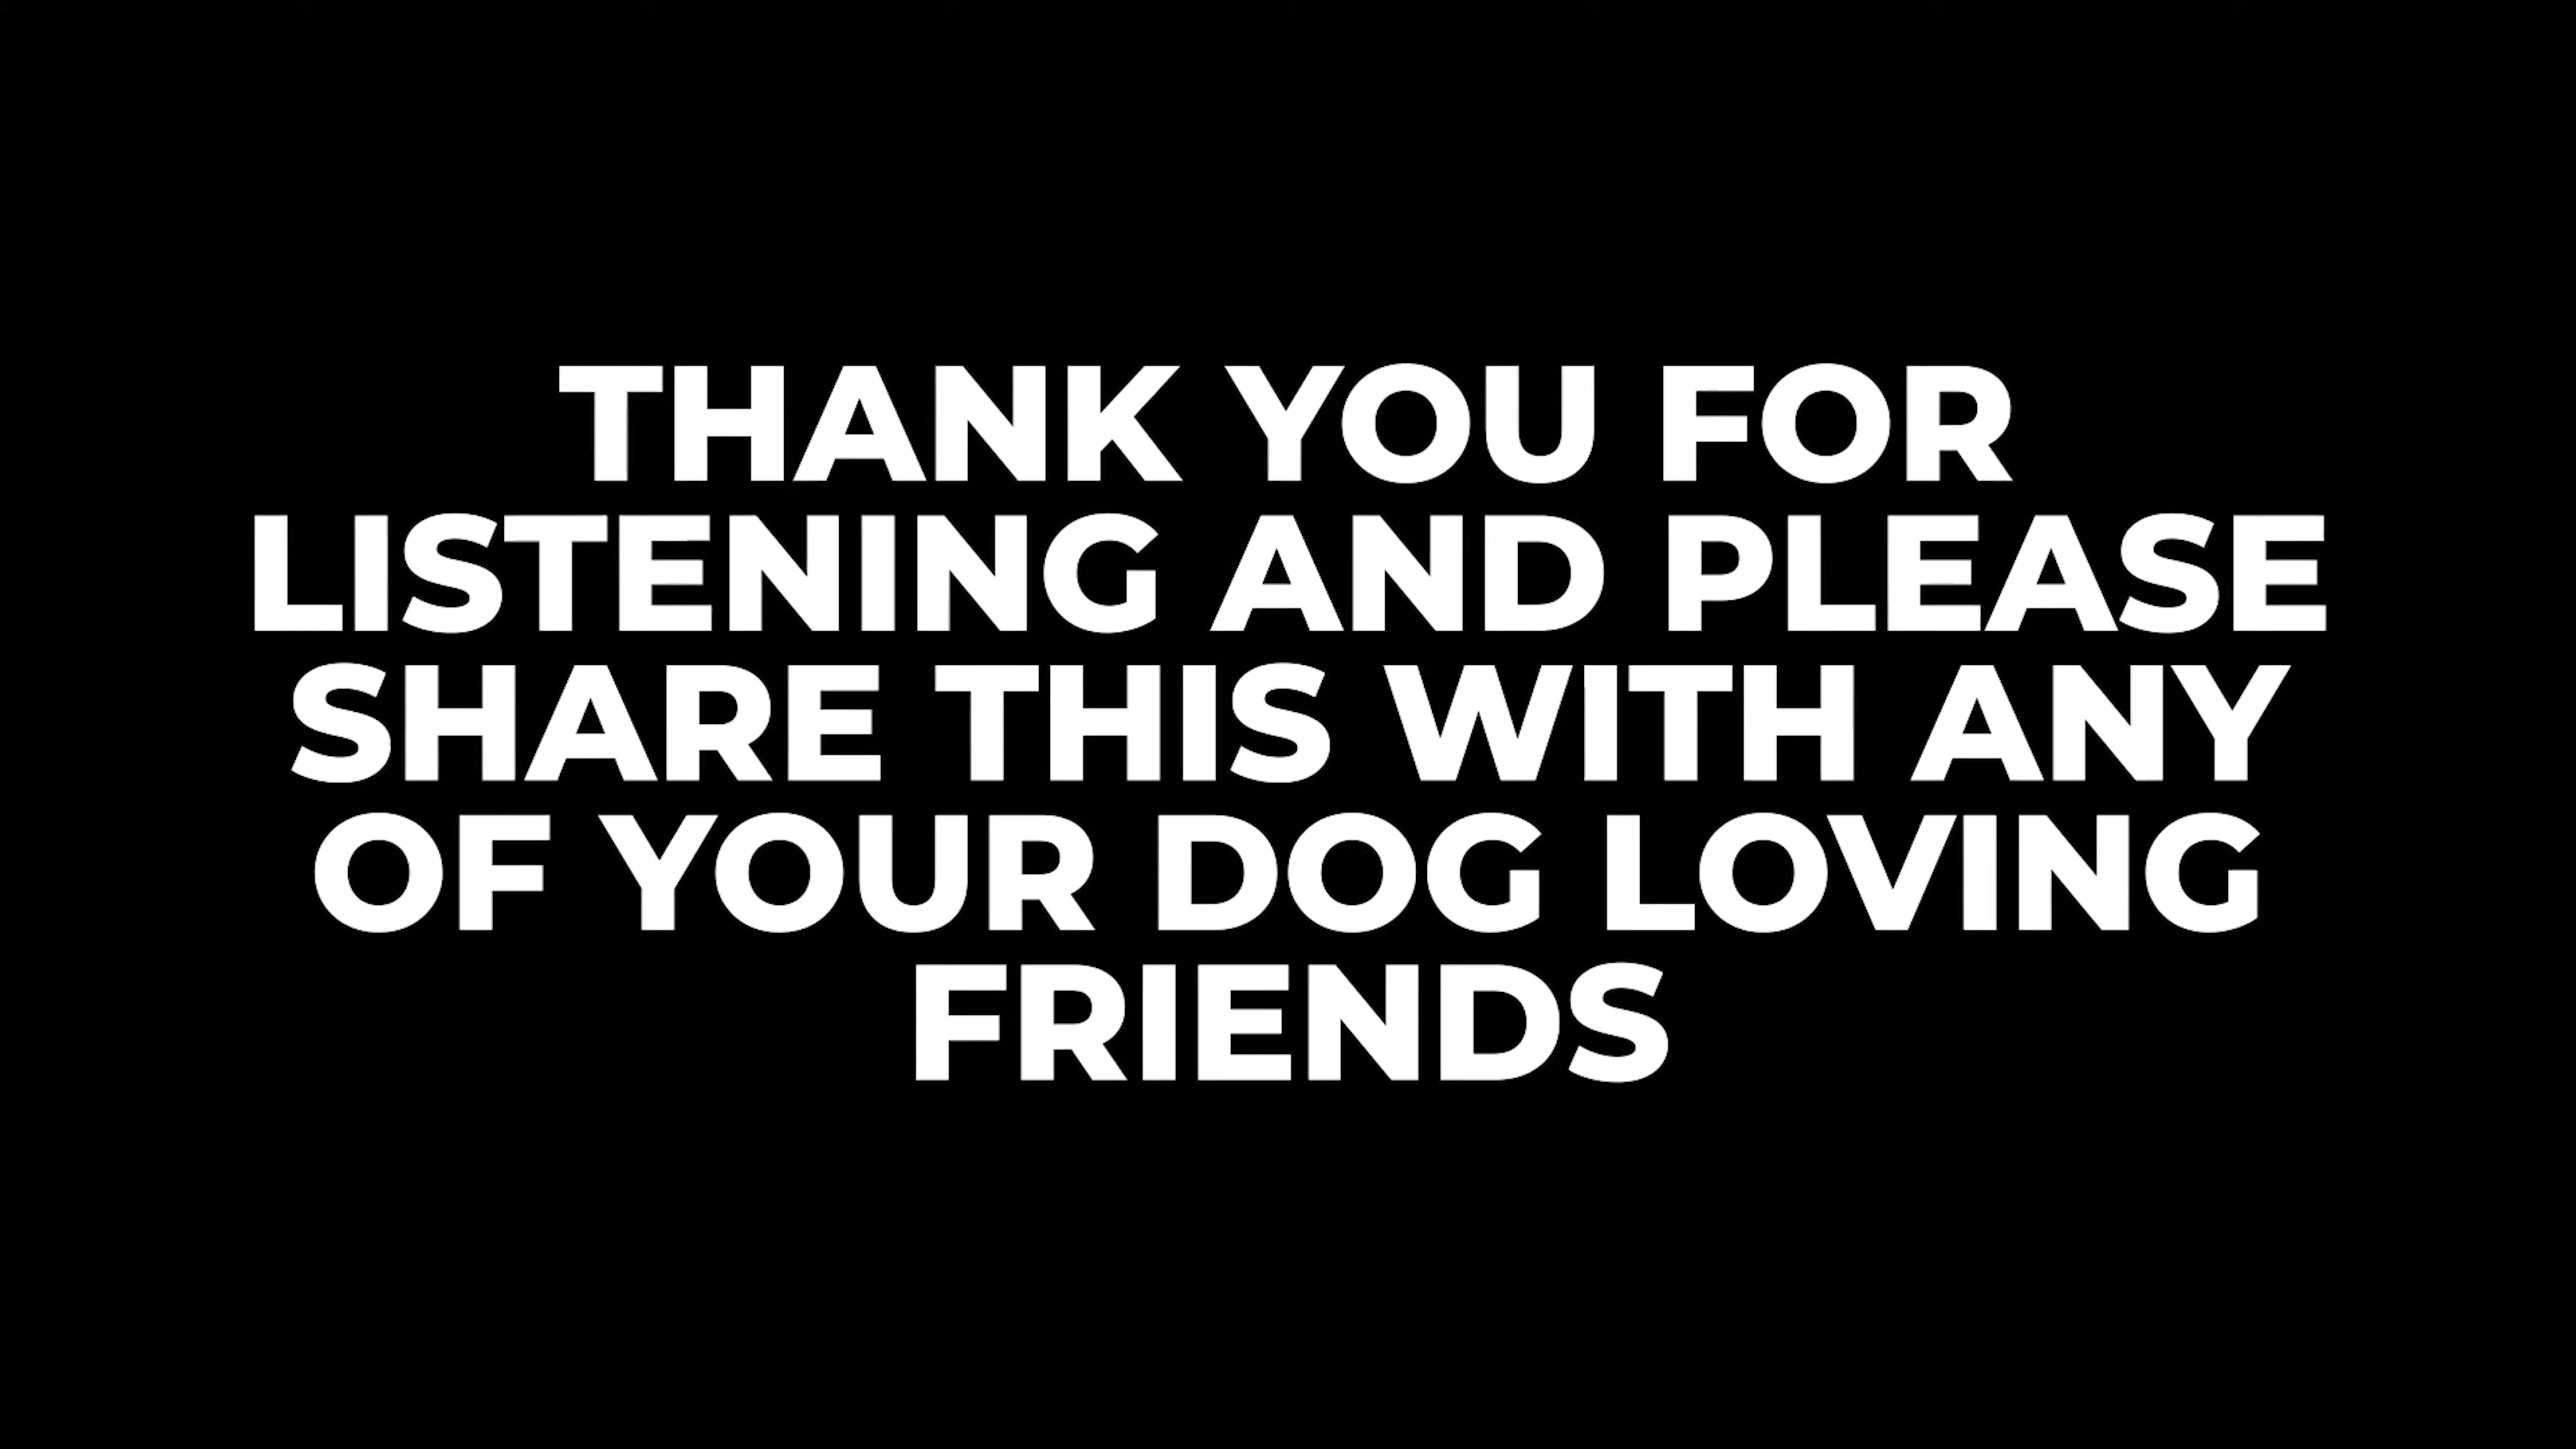 THANK YOU FOR
LISTENING AND PLEASE
SHARE THIS WITH ANY
OF YOUR DOG LOVING
FRIENDS